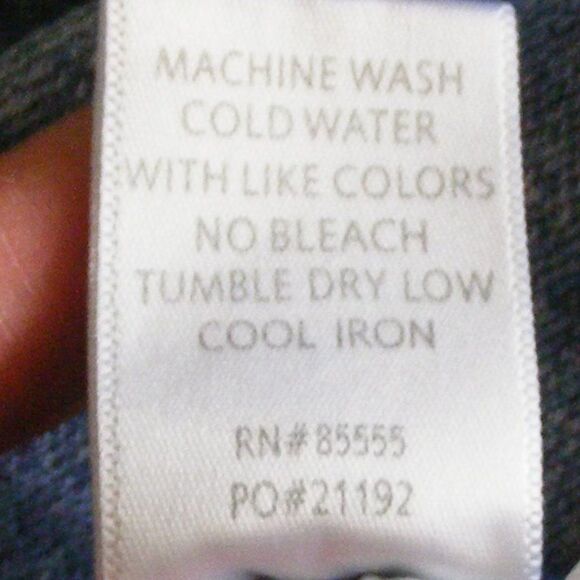 MACHINE WASH
COLD WATER
WITH LIKE COLORS
NO BLEACH
TUMBLE DRY LOW
COOL IRON
RN#85555
PO#21192